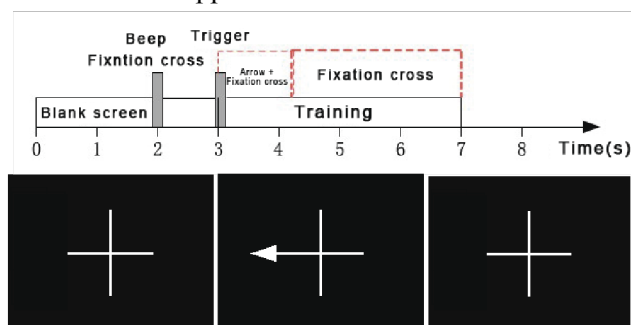 Beep
Trigger
Fixntion cross
Arrow +
Fixation cross
Fixation cross
Blank screen
Training
0 1 2 3 4 5 6 7 8 Time(s)